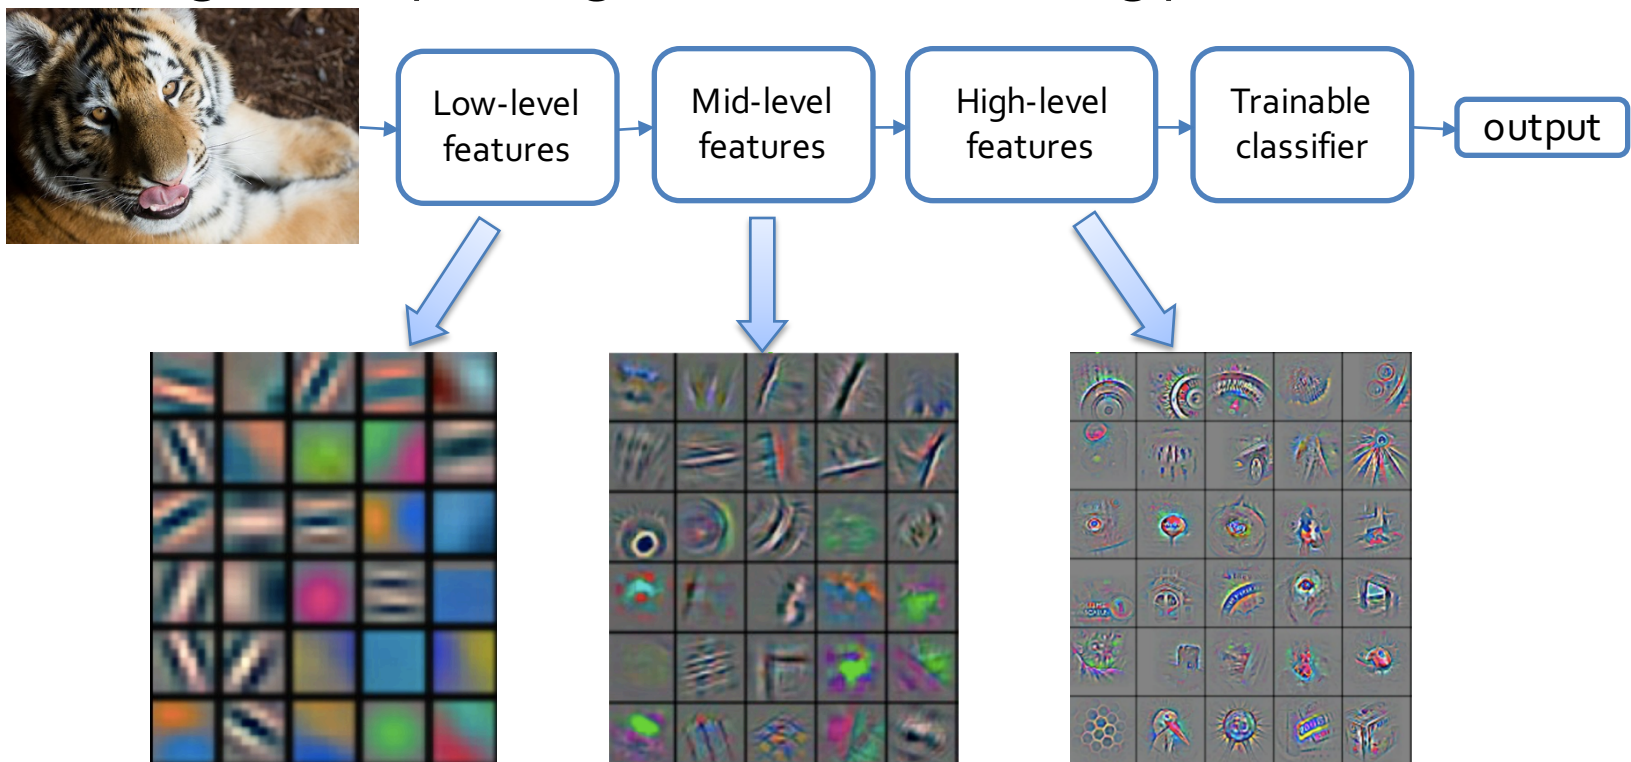 Low-level
features
Mid-level
features
High-level
features
Trainable
classifier
output